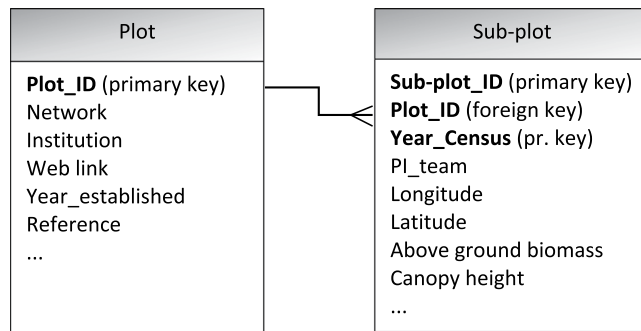 Plot
Plot_ID (primary key)
Network
Institution
Web link
Year_established
Reference
...
Sub-plot
Sub-plot_ID (primary key)
Plot_ID (foreign key)
Year_Census (pr. key)
PI_team
Longitude
Latitude
Above ground biomass
Canopy height
...